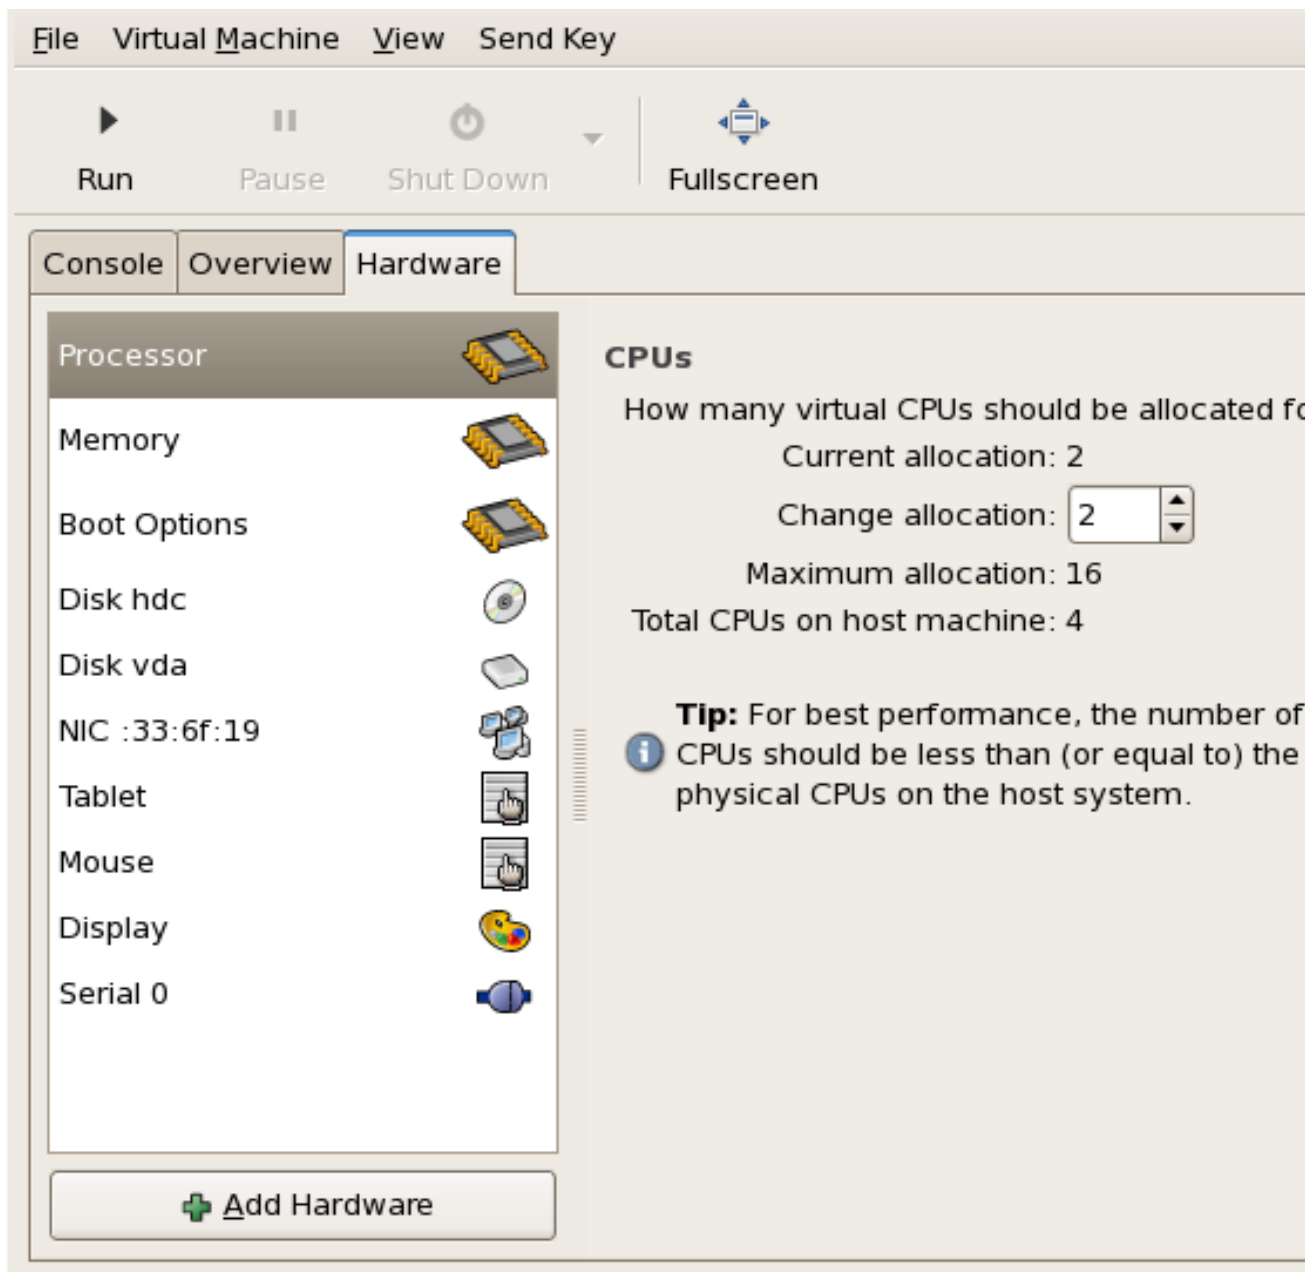 File Virtual Machine View Send Key
Run Pause Shut Down Fullscreen
Console Overview Hardware
Processor
Memory
Boot Options
Disk hdc
Disk vda
NIC :33:6f:19
Tablet
Mouse
Display
Serial 0
Add Hardware
CPUs
How many virtual CPUs should be allocated
Current allocation: 2
Change allocation: 2
Maximum allocation: 16
Total CPUs on host machine: 4
Tip: For best performance, the number of
CPUs should be less than (or equal to) the
physical CPUs on the host system.